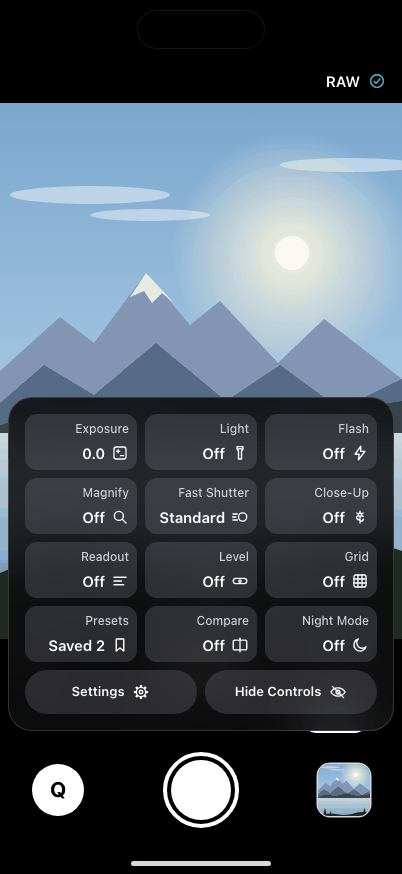 RAW
Exposure
0.0
Light
Off
Flash
Off
Magnify
Off
Fast Shutter
Standard
Close-Up
Off
Readout
Off
Level
Off
Grid
Off
Presets
Saved 2
Compare
Off
Night Mode
Off
Settings
Hide Controls
Q